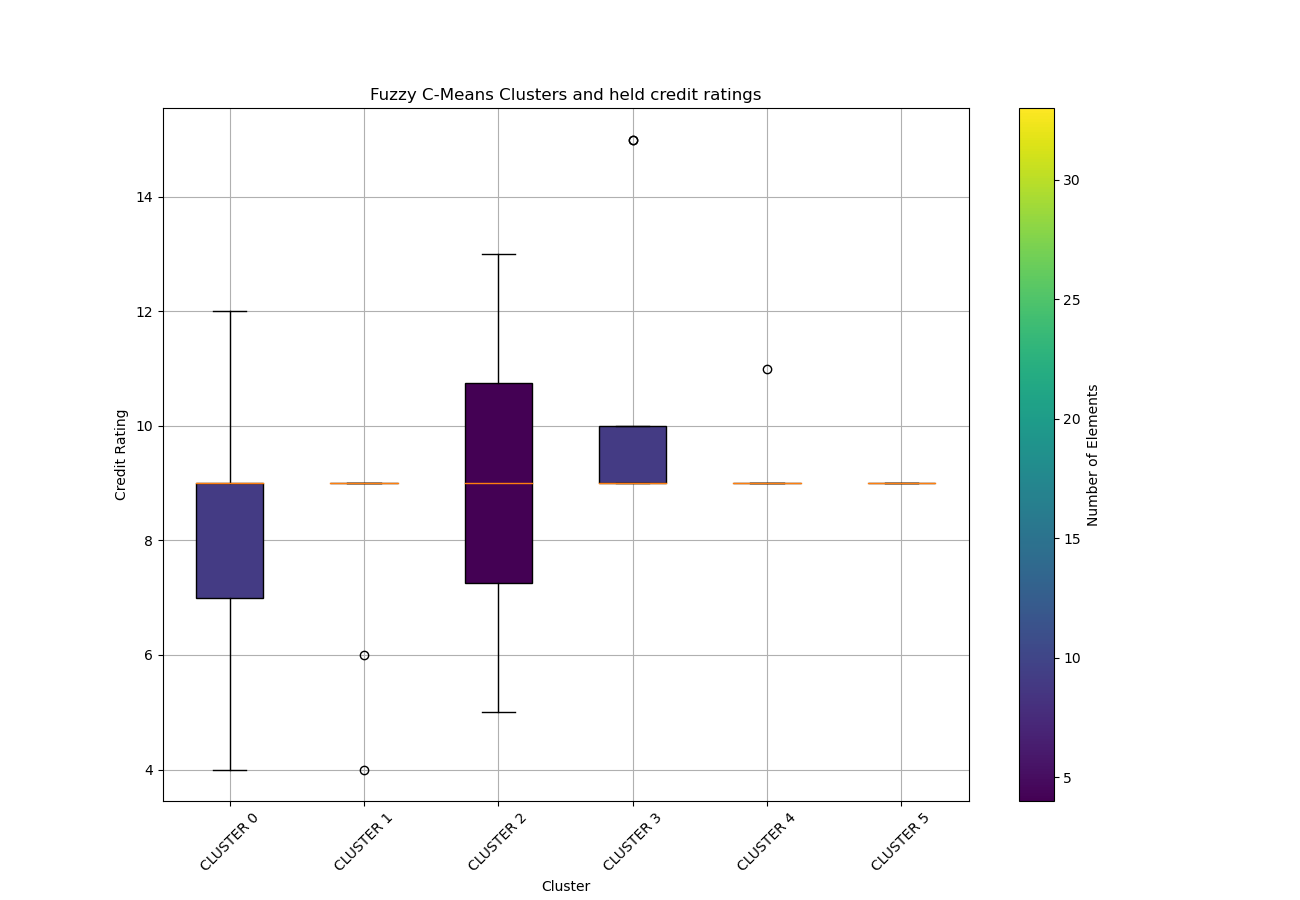 Fuzzy C-Means Clusters and held credit ratings
14
12
10
8
6
4
Credit Rating
CLUSTER 0
CLUSTER 1
CLUSTER 2
CLUSTER 3
CLUSTER 4
CLUSTER 5
Cluster
30
25
20
15
10
5
Number of Elements